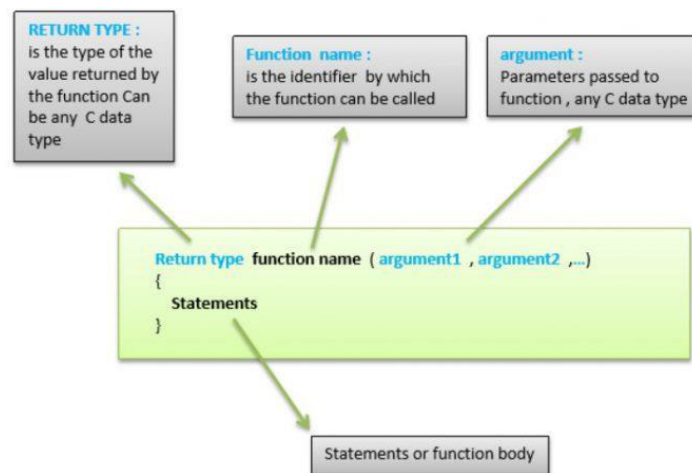 RETURN TYPE :
is the type of the
value returned by
the function Can
be any C data
type
Function name :
is the identifier by which
the function can be called
argument :
Parameters passed to
function , any C data type
Return type function name ( argument1 , argument2 ,...)
{
Statements
}
Statements or function body